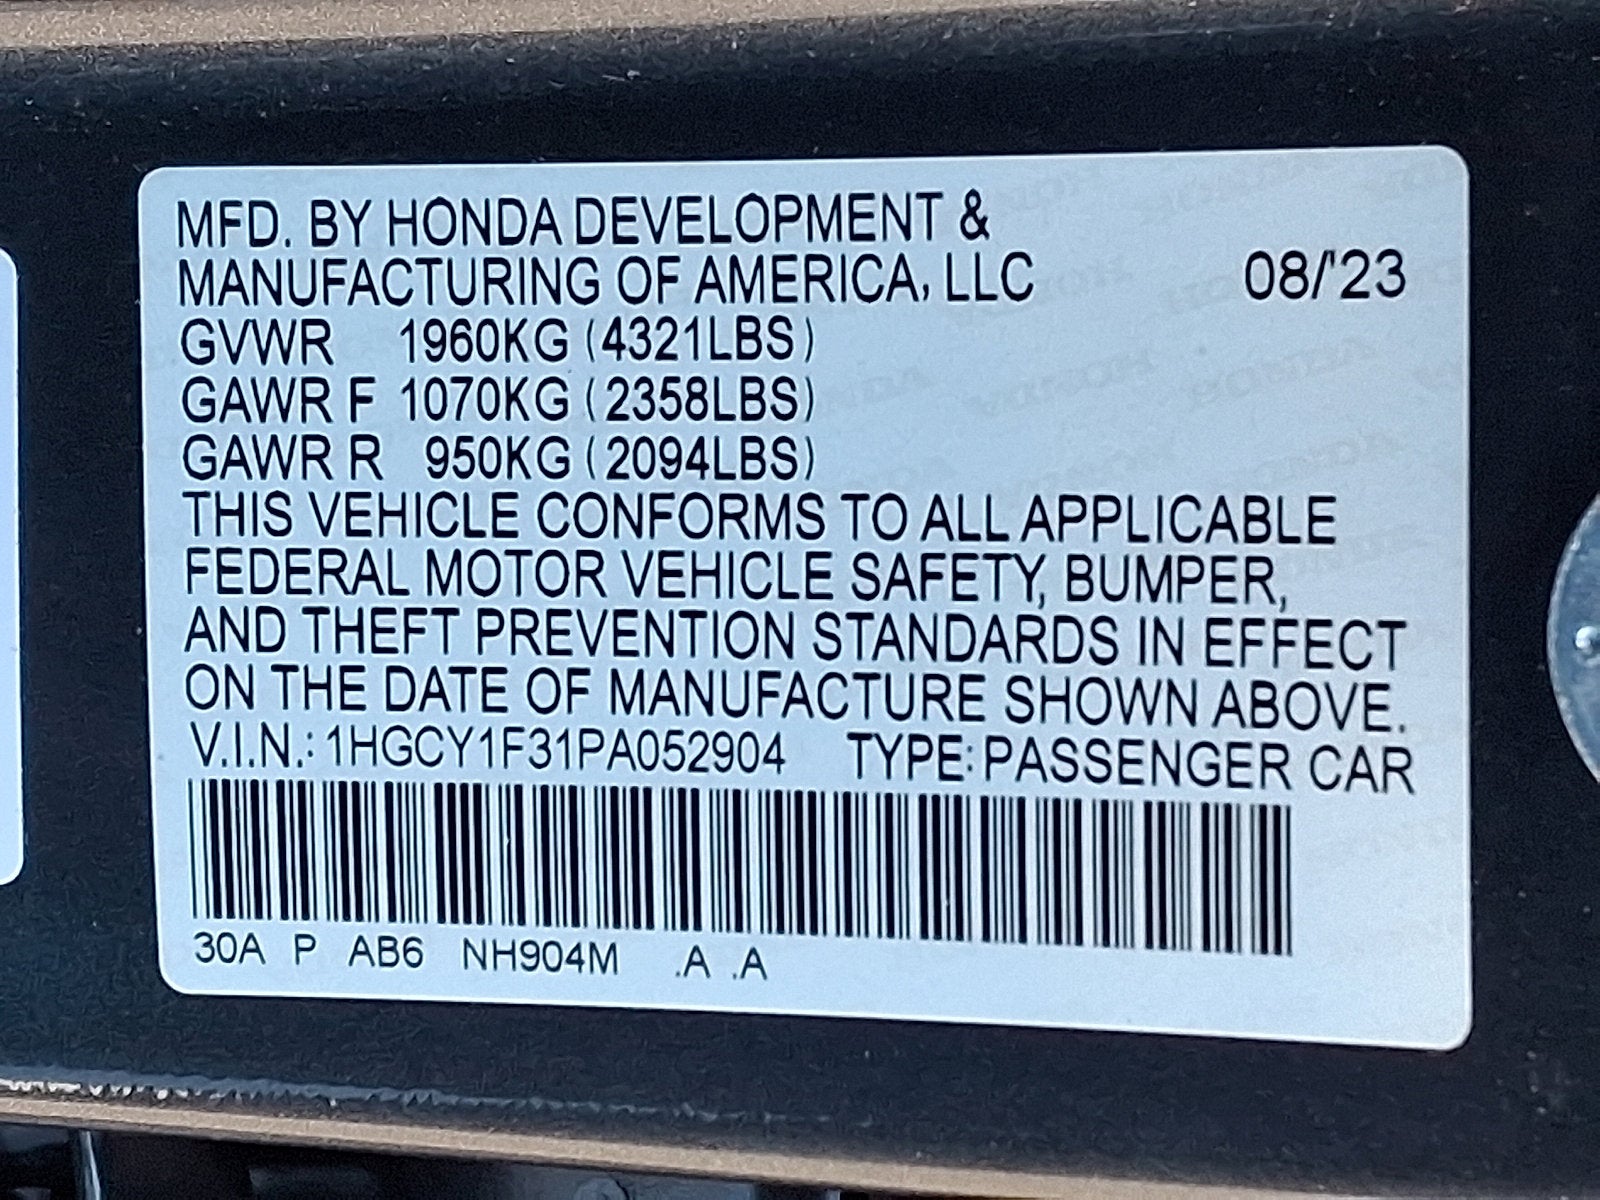 MFD. BY HONDA DEVELOPMENT &
MANUFACTURING OF AMERICA, LLC 08/'23
GVWR 1960KG (4321LBS)
GAWR F 1070KG (2358LBS)
GAWR R 950KG (2094LBS)
THIS VEHICLE CONFORMS TO ALL APPLICABLE
FEDERAL MOTOR VEHICLE SAFETY, BUMPER,
AND THEFT PREVENTION STANDARDS IN EFFECT
ON THE DATE OF MANUFACTURE SHOWN ABOVE.
V.I.N.: 1HGCY1F31PA052904 TYPE: PASSENGER CAR
30A P AB6 NH904M .A .A